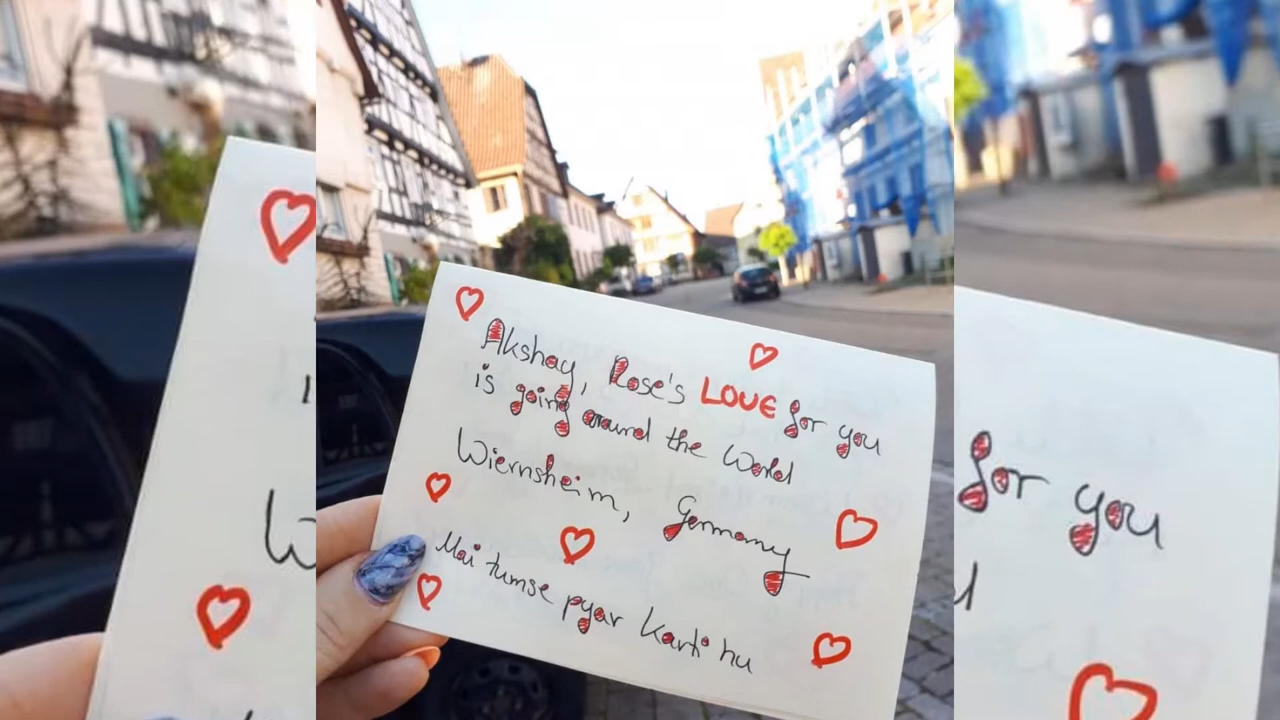 Akshay, Rose's LOVE for you
is going around the World
Wiernsheim, Germany
Mai tumse pyar Karti hu